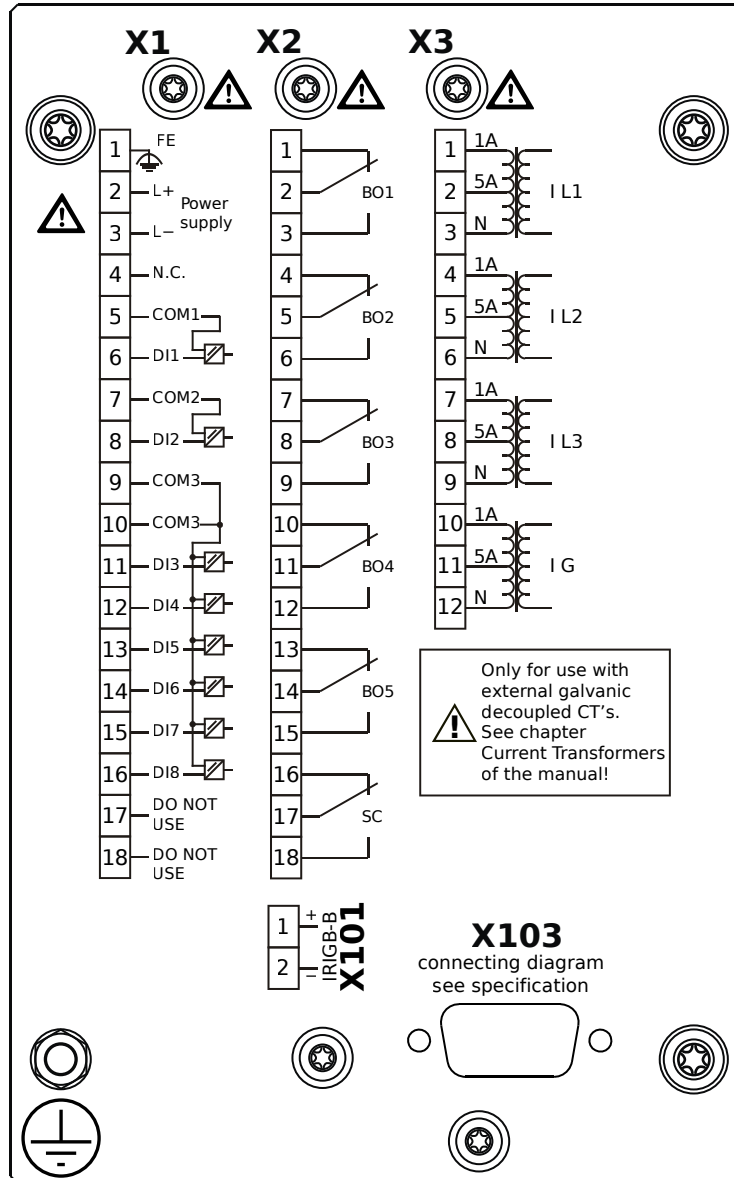 X1 X2 X3
1 FE
2 L+
3 L−
Power
supply
4 N.C.
5 COM1
6 DI1
7 COM2
8 DI2
9 COM3
10 COM3
11 DI3
12 DI4
13 DI5
14 DI6
15 DI7
16 DI8
17 DO NOT
USE
18 DO NOT
USE
1
2 BO1
3
4
5 BO2
6
7
8 BO3
9
10
11 BO4
12
13
14 BO5
15
16
17 SC
18
1 1A
2 5A I L1
3 N
4 1A
5 5A I L2
6 N
7 1A
8 5A I L3
9 N
10 1A
11 5A I G
12 N
Only for use with
external galvanic
decoupled CT’s.
See chapter
Current Transformers
of the manual!
1 +
2 −
IRIGB-B
X101
X103
connecting diagram
see specification